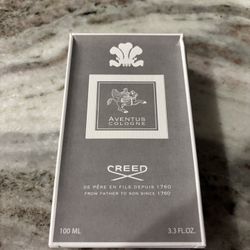 AVENTUS
COLOGNE
CREED
DE PÈRE EN FILS DEPUIS 1760
FROM FATHER TO SON SINCE 1760
100 ML 3.3 FL.OZ.